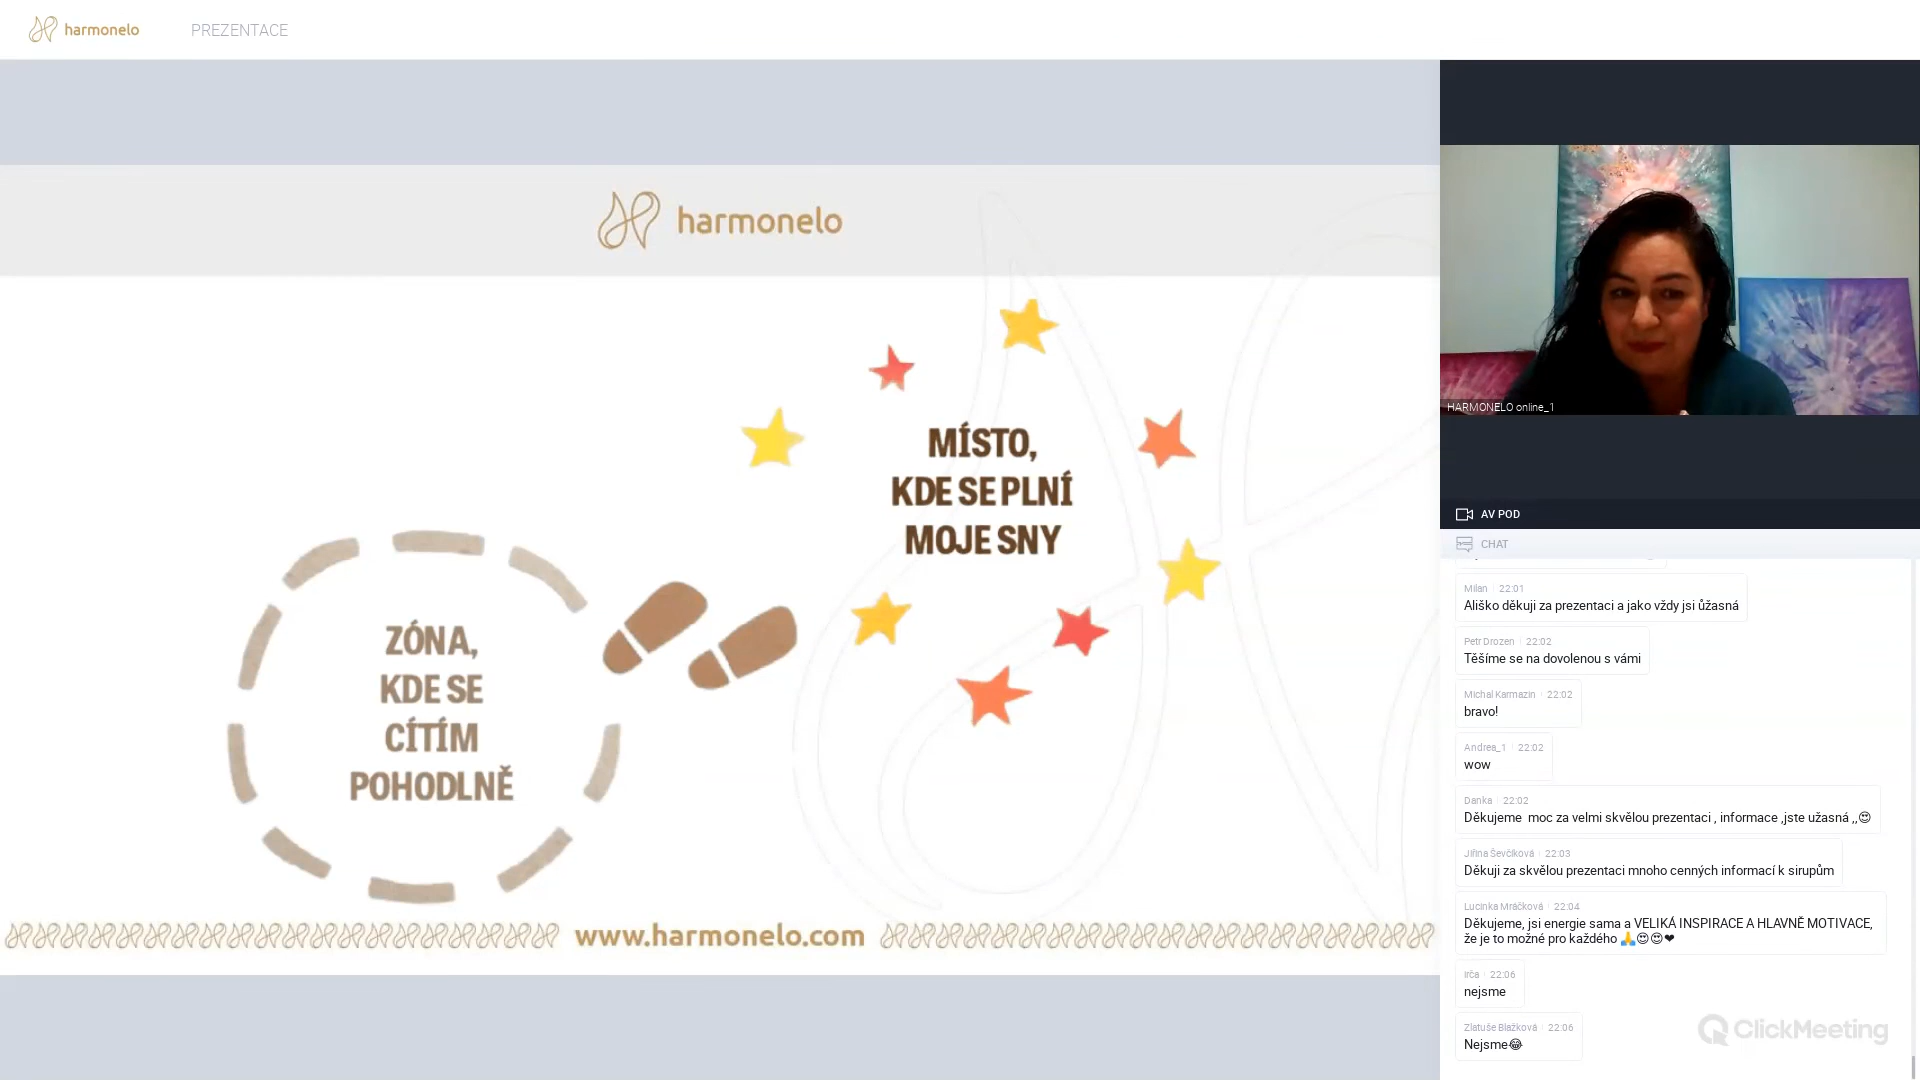 harmonelo
PREZENTACE
harmonelo
MÍSTO,
KDE SE PLNÍ
MOJE SNY
ZÓNA,
KDE SE
CÍTÍM
POHODLNĚ
www.harmonelo.com
HARMONELO online_1
AV POD
CHAT
Milan 22:01
Ališko děkuji za prezentaci a jako vždy jsi ůžasná
Petr Drozen 22:02
Těšíme se na dovolenou s vámi
Michal Karmazin 22:02
bravo!
Andrea_1 22:02
wow
Danka 22:02
Děkujeme moc za velmi skvělou prezentaci , informace ,jste užasná ,,😍
Jiřina Ševčíková 22:03
Děkuji za skvělou prezentaci mnoho cenných informací k sirupům
Lucinka Mráčková 22:04
Děkujeme, jsi energie sama a VELIKÁ INSPIRACE A HLAVNĚ MOTIVACE,
že je to možné pro každého 🙏😍😍❤
Irča 22:06
nejsme
Zlatuše Blažková 22:06
Nejsme😂
ClickMeeting